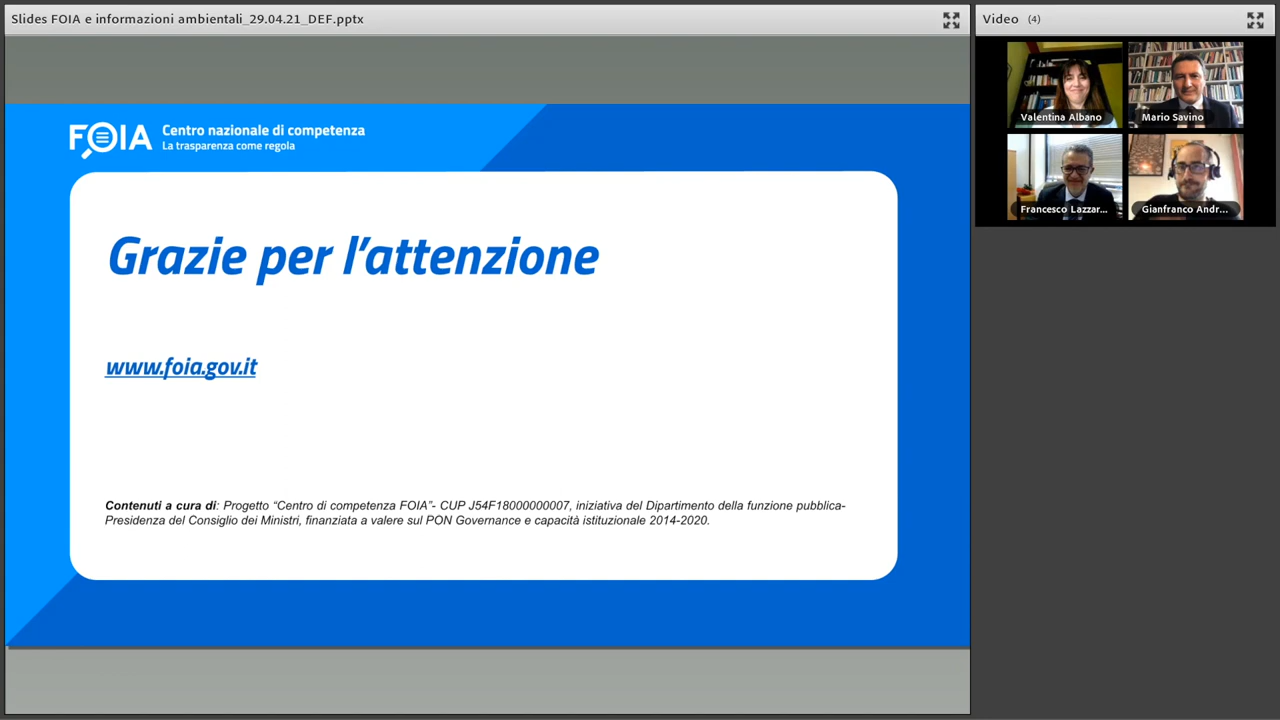 Slides FOIA e informazioni ambientali_29.04.21_DEF.pptx
Video (4)
Valentina Albano
Mario Savino
Francesco Lazzar...
Gianfranco Andr...
FOIA
Centro nazionale di competenza
La trasparenza come regola
Grazie per l’attenzione
www.foia.gov.it
Contenuti a cura di: Progetto “Centro di competenza FOIA”- CUP J54F18000000007, iniziativa del Dipartimento della funzione pubblica-
Presidenza del Consiglio dei Ministri, finanziata a valere sul PON Governance e capacità istituzionale 2014-2020.